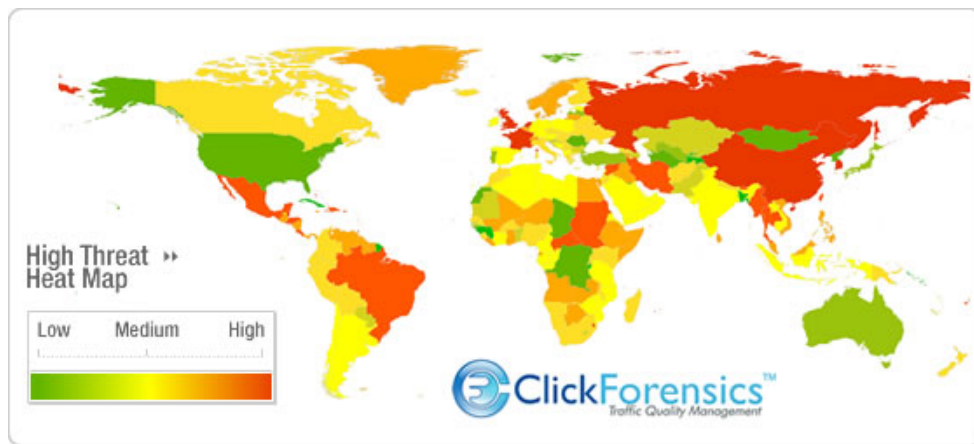 High Threat
Heat Map
Low Medium High
ClickForensics™
Traffic Quality Management